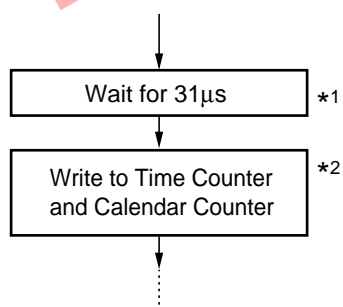 Wait for 31μs
*1
Write to Time Counter
and Calendar Counter
*2